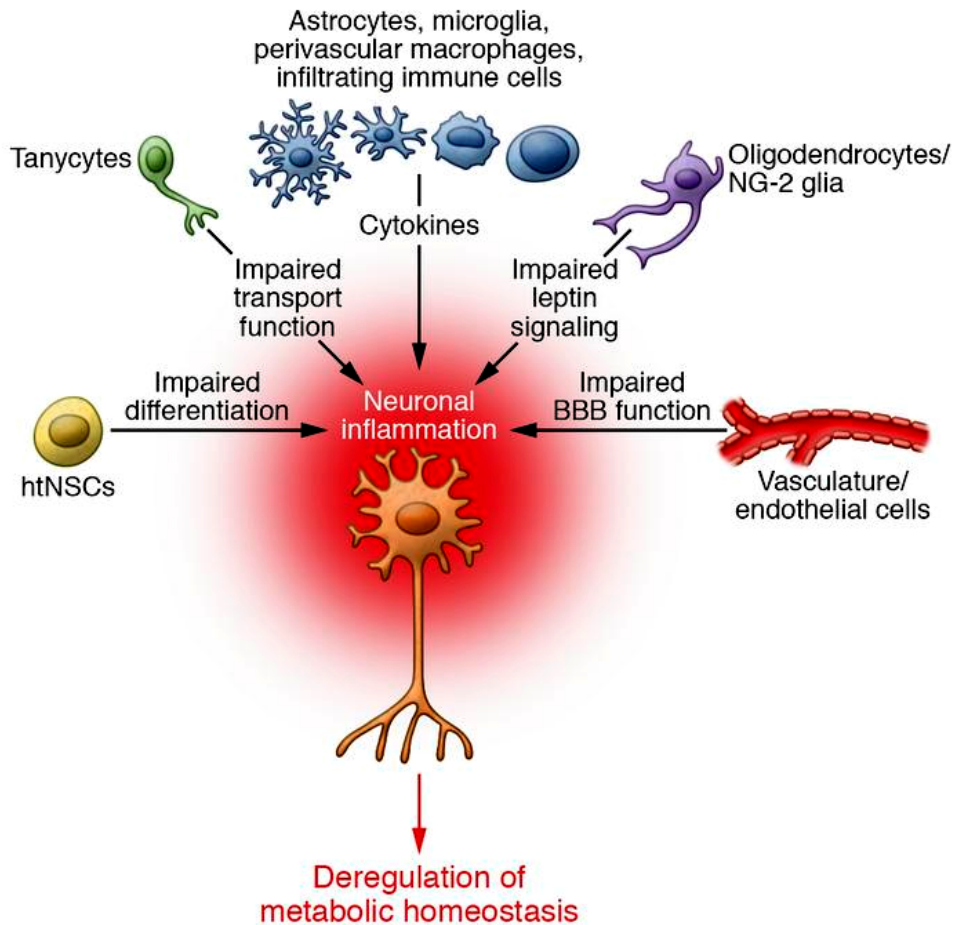 Astrocytes, microglia,
perivascular macrophages,
infiltrating immune cells
Tanycytes
Oligodendrocytes/
NG-2 glia
Cytokines
Impaired
transport
function
Impaired
leptin
signaling
Impaired
differentiation
Neuronal
inflammation
Impaired
BBB function
htNSCs
Vasculature/
endothelial cells
Deregulation of
metabolic homeostasis